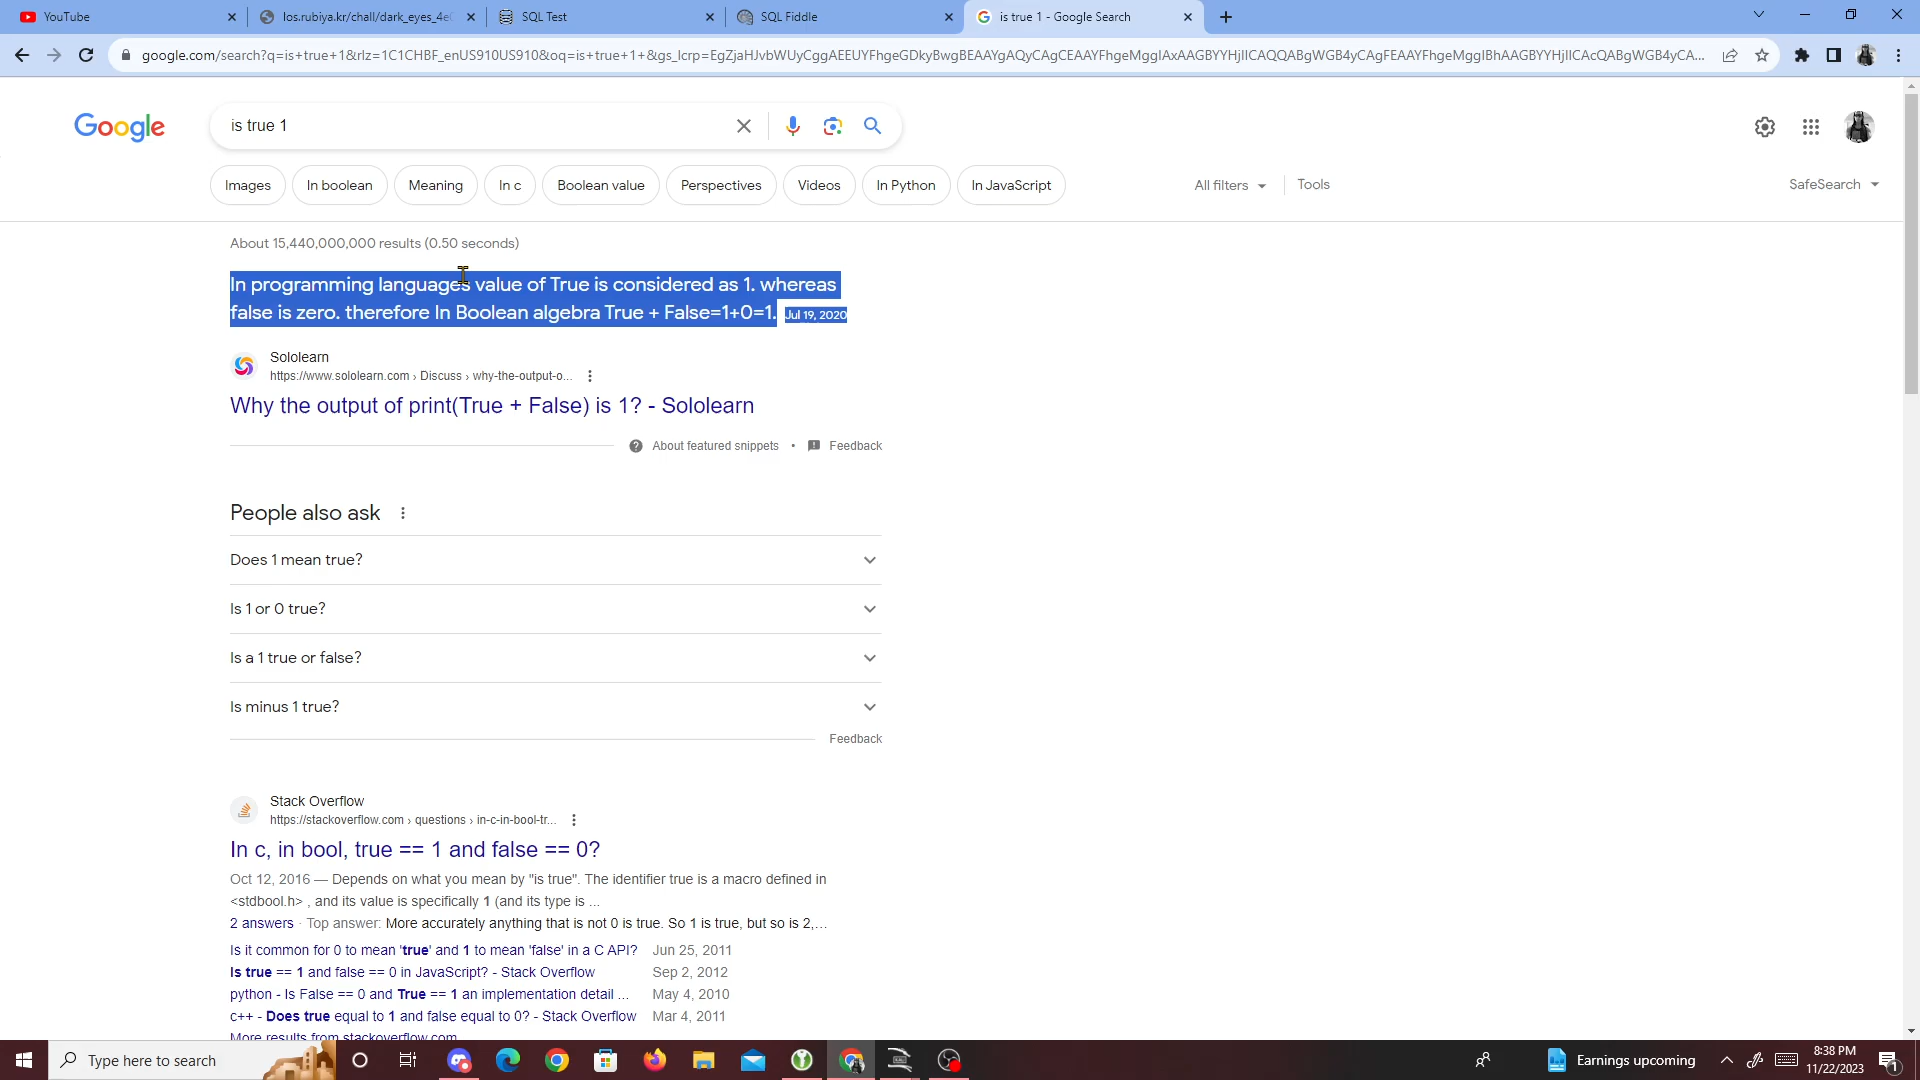 YouTube
los.rubiya.kr/chall/dark_eyes_4e0
SQL Test
SQL Fiddle
is true 1 - Google Search
google.com/search?q=is+true+1&rlz=1C1CHBF_enUS910US910&oq=is+true+1+&gs_lcrp=EgZjaHJvbWUyCggAEEUYFhgeGDkyBwgBEAAYgAQyCAgCEAAYFhgeMggIAxAAGBYYHjIICAQQABgWGB4yCAgFEAAYFhgeMggIBhAAGBYYHjIICAcQABgWGB4yCA...
Google
is true 1
Images
In boolean
Meaning
In c
Boolean value
Perspectives
Videos
In Python
In JavaScript
All filters
Tools
SafeSearch
About 15,440,000,000 results (0.50 seconds)
In programming languages value of True is considered as 1. whereas
false is zero. therefore In Boolean algebra True + False=1+0=1. Jul 19, 2020
Sololearn
https://www.sololearn.com › Discuss › why-the-output-o...
Why the output of print(True + False) is 1? - Sololearn
About featured snippets • Feedback
People also ask
Does 1 mean true?
Is 1 or 0 true?
Is a 1 true or false?
Is minus 1 true?
Feedback
Stack Overflow
https://stackoverflow.com › questions › in-c-in-bool-tr...
In c, in bool, true == 1 and false == 0?
Oct 12, 2016 — Depends on what you mean by "is true". The identifier true is a macro defined in
<stdbool.h> , and its value is specifically 1 (and its type is ...
2 answers · Top answer: More accurately anything that is not 0 is true. So 1 is true, but so is 2,...
Is it common for 0 to mean 'true' and 1 to mean 'false' in a C API? Jun 25, 2011
Is true == 1 and false == 0 in JavaScript? - Stack Overflow Sep 2, 2012
python - Is False == 0 and True == 1 an implementation detail ... May 4, 2010
c++ - Does true equal to 1 and false equal to 0? - Stack Overflow Mar 4, 2011
More results from stackoverflow.com
Type here to search
Earnings upcoming
8:38 PM
11/22/2023
1